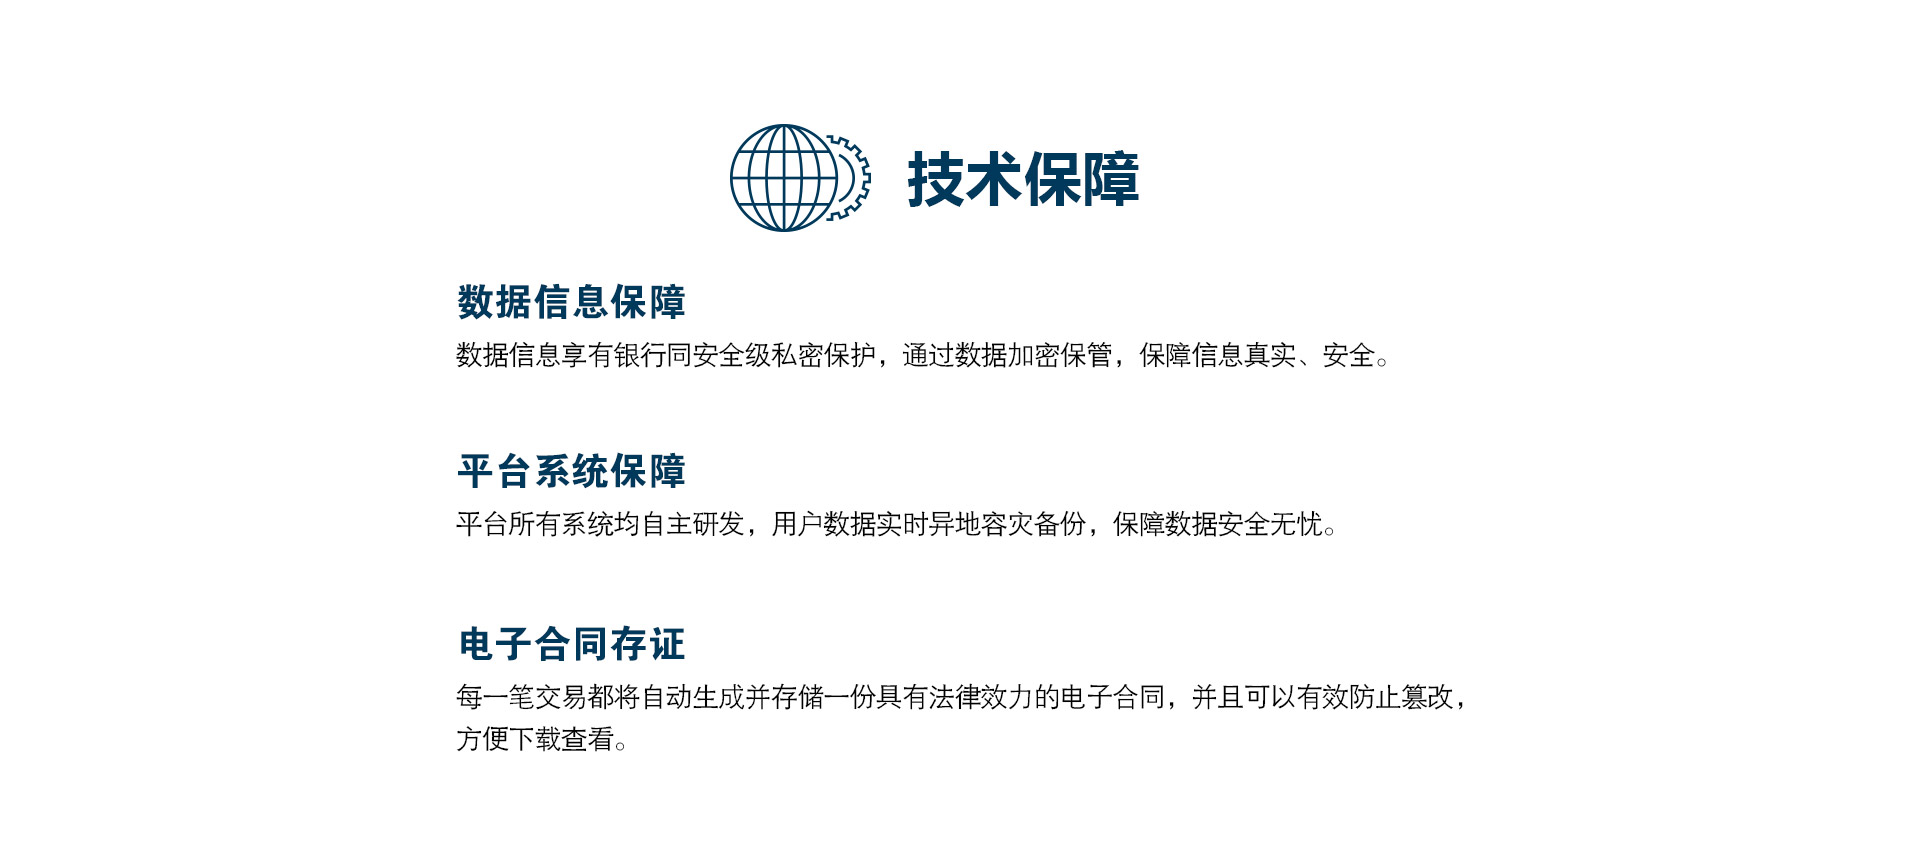 技术保障
数据信息保障
数据信息享有银行同安全级私密保护，通过数据加密保管，保障信息真实、安全。
平台系统保障
平台所有系统均自主研发，用户数据实时异地容灾备份，保障数据安全无忧。
电子合同存证
每一笔交易都将自动生成并存储一份具有法律效力的电子合同，并且可以有效防止篡改，
方便下载查看。